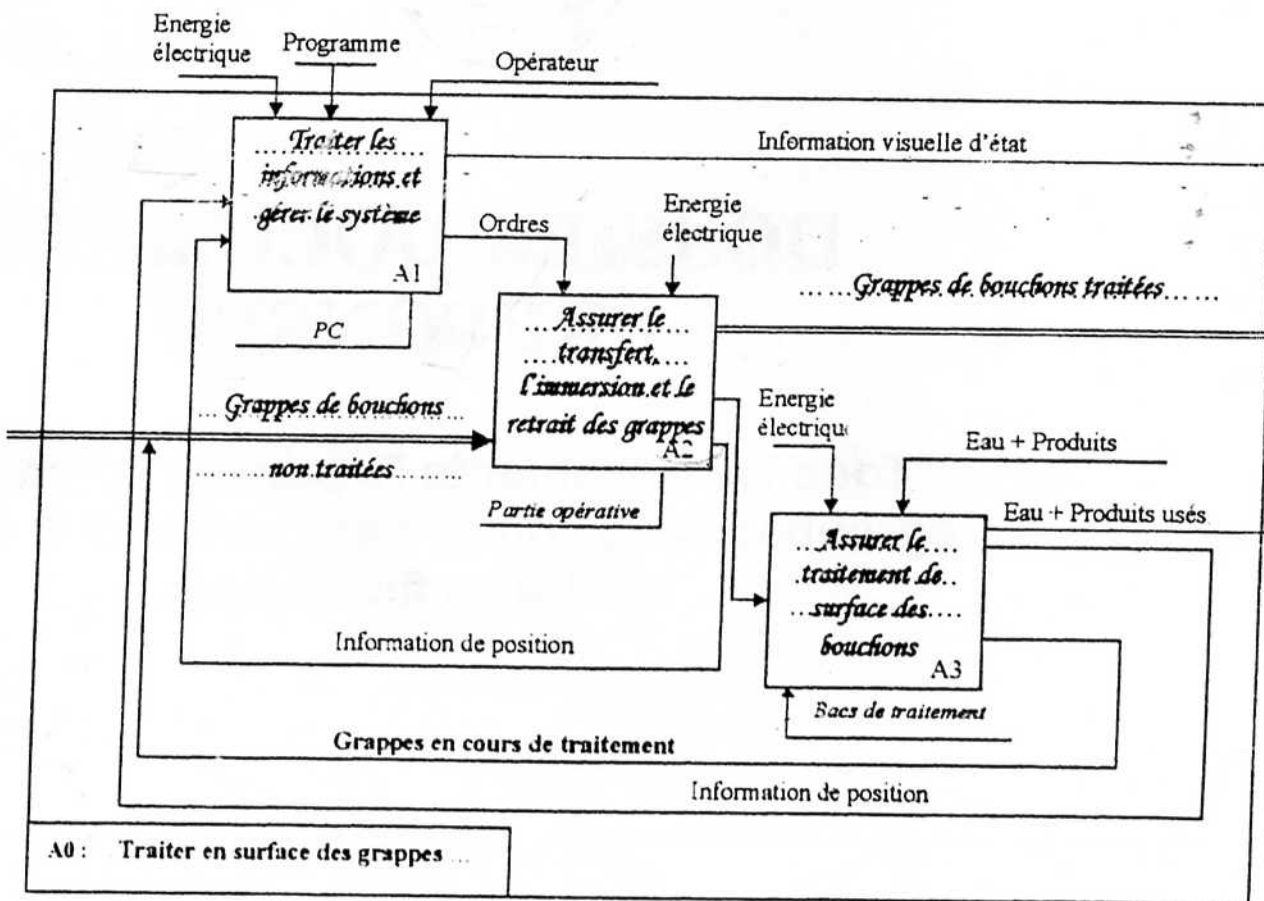 Energie
électrique
Programme
Opérateur
Traiter les
informations et
gérer le système
A1
Information visuelle d'état
Ordres
Energie
électrique
PC
Grappes de bouchons traitées
Assurer le
transfert,
l'immersion et le
retrait des grappes
A2
Grappes de bouchons
non traitées
Partie opérative
Energie
électrique
Eau + Produits
Eau + Produits usés
Assurer le
traitement de
surface des
bouchons
A3
Information de position
Bacs de traitement
Grappes en cours de traitement
Information de position
A0 : Traiter en surface des grappes ...